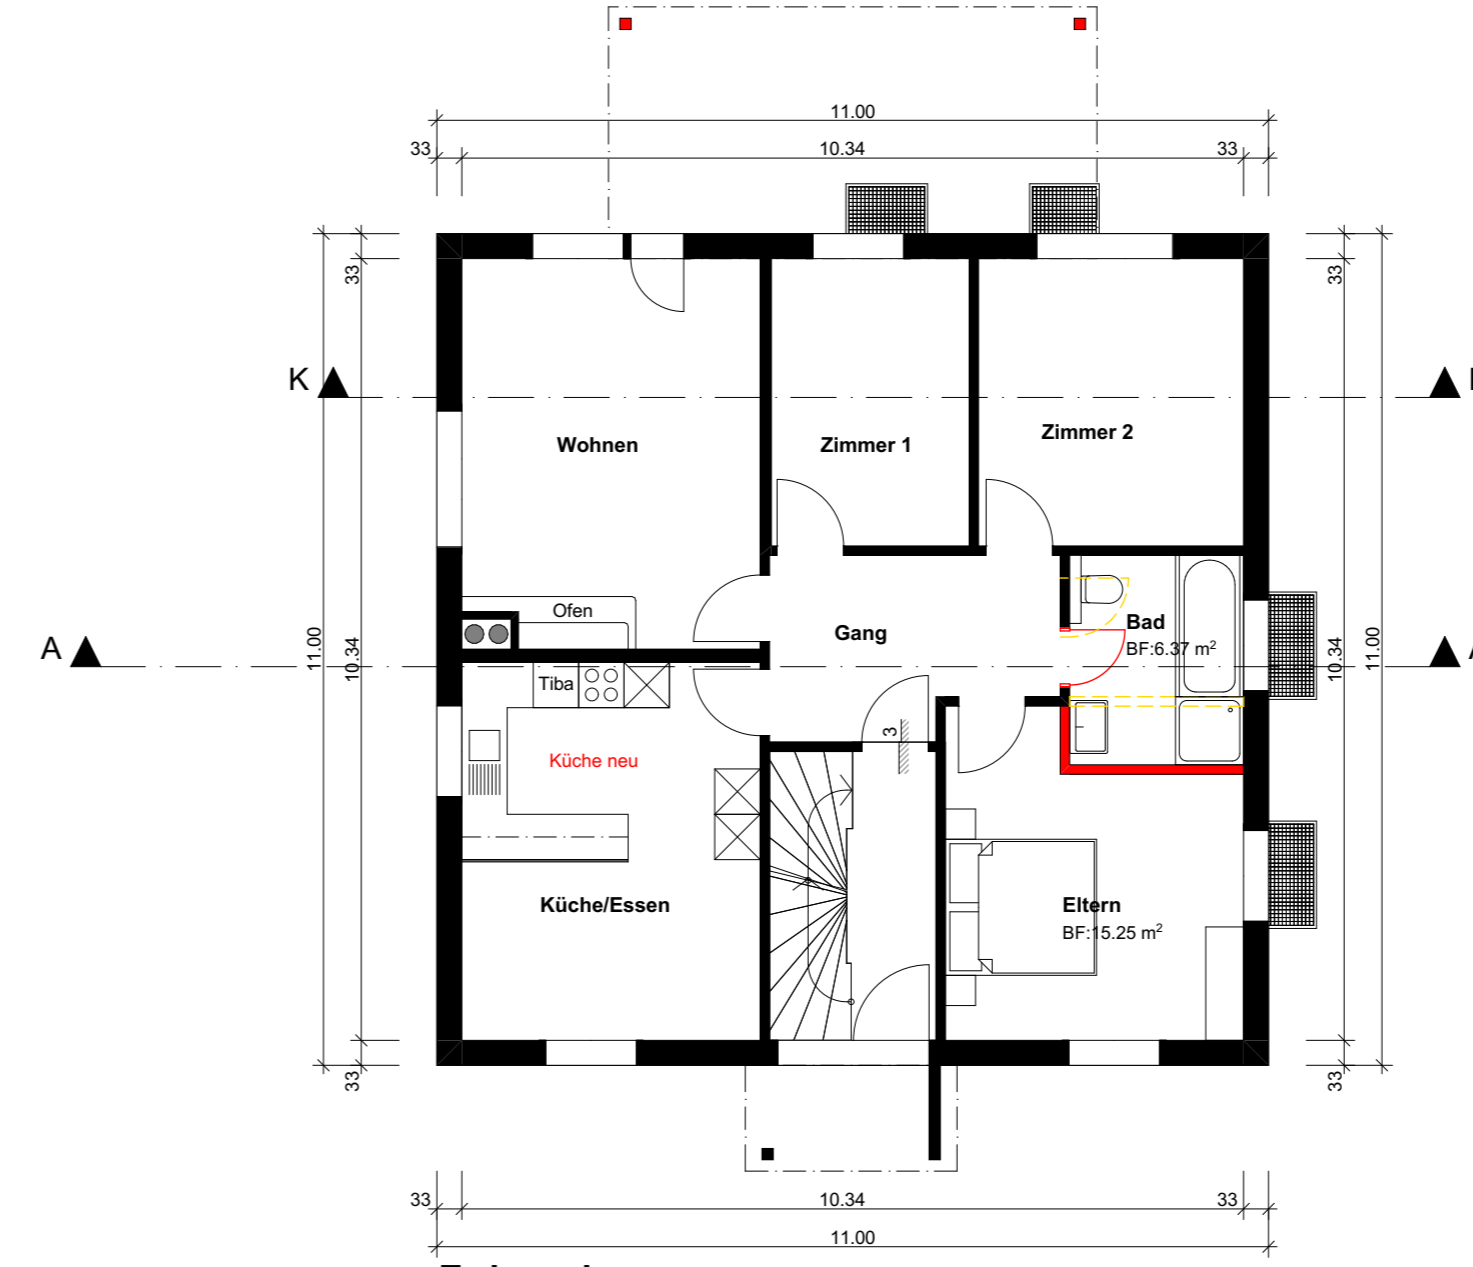 11.00
33
10.34
33
33
33
K
Wohnen
Zimmer 1
Zimmer 2
Ofen
Gang
Bad
BF:6.37 m²
A
11.00
10.34
10.34
11.00
Tiba
3
Küche neu
Küche/Essen
Eltern
BF:15.25 m²
33
33
33
10.34
33
11.00